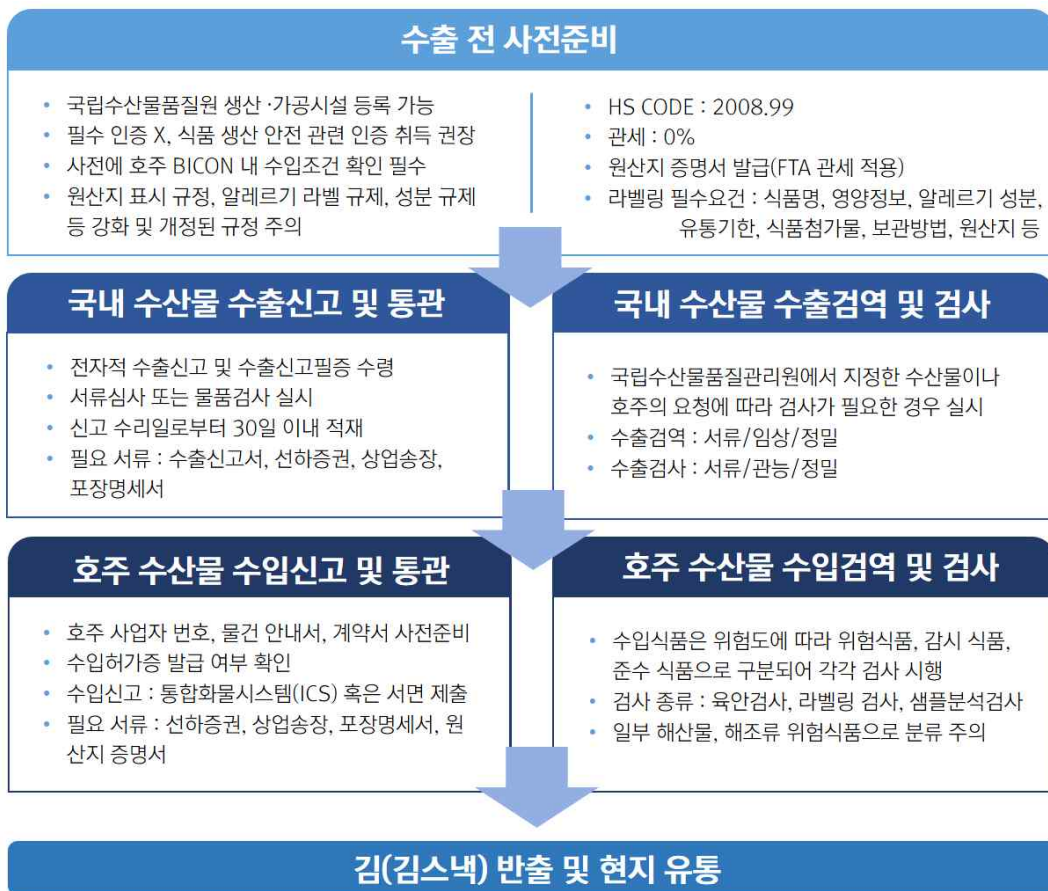 수출 전 사전준비
• 국립수산물품질원 생산 ·가공시설 등록 가능
• 필수 인증 X, 식품 생산 안전 관련 인증 취득 권장
• 사전에 호주 BICON 내 수입조건 확인 필수
• 원산지 표시 규정, 알레르기 라벨 규제, 성분 규제
등 강화 및 개정된 규정 주의
• HS CODE : 2008.99
• 관세 : 0%
• 원산지 증명서 발급(FTA 관세 적용)
• 라벨링 필수요건 : 식품명, 영양정보, 알레르기 성분,
유통기한, 식품첨가물, 보관방법, 원산지 등
국내 수산물 수출신고 및 통관
• 전자적 수출신고 및 수출신고필증 수령
• 서류심사 또는 물품검사 실시
• 신고 수리일로부터 30일 이내 적재
• 필요 서류 : 수출신고서, 선하증권, 상업송장,
포장명세서
국내 수산물 수출검역 및 검사
• 국립수산물품질관리원에서 지정한 수산물이나
호주의 요청에 따라 검사가 필요한 경우 실시
• 수출검역 : 서류/임상/정밀
• 수출검사 : 서류/관능/정밀
호주 수산물 수입신고 및 통관
• 호주 사업자 번호, 물건 안내서, 계약서 사전준비
• 수입허가증 발급 여부 확인
• 수입신고 : 통합화물시스템(ICS) 혹은 서면 제출
• 필요 서류 : 선하증권, 상업송장, 포장명세서, 원
산지 증명서
호주 수산물 수입검역 및 검사
• 수입식품은 위험도에 따라 위험식품, 감시 식품,
준수 식품으로 구분되어 각각 검사 시행
• 검사 종류 : 육안검사, 라벨링 검사, 샘플분석검사
• 일부 해산물, 해조류 위험식품으로 분류 주의
김(김스낵) 반출 및 현지 유통